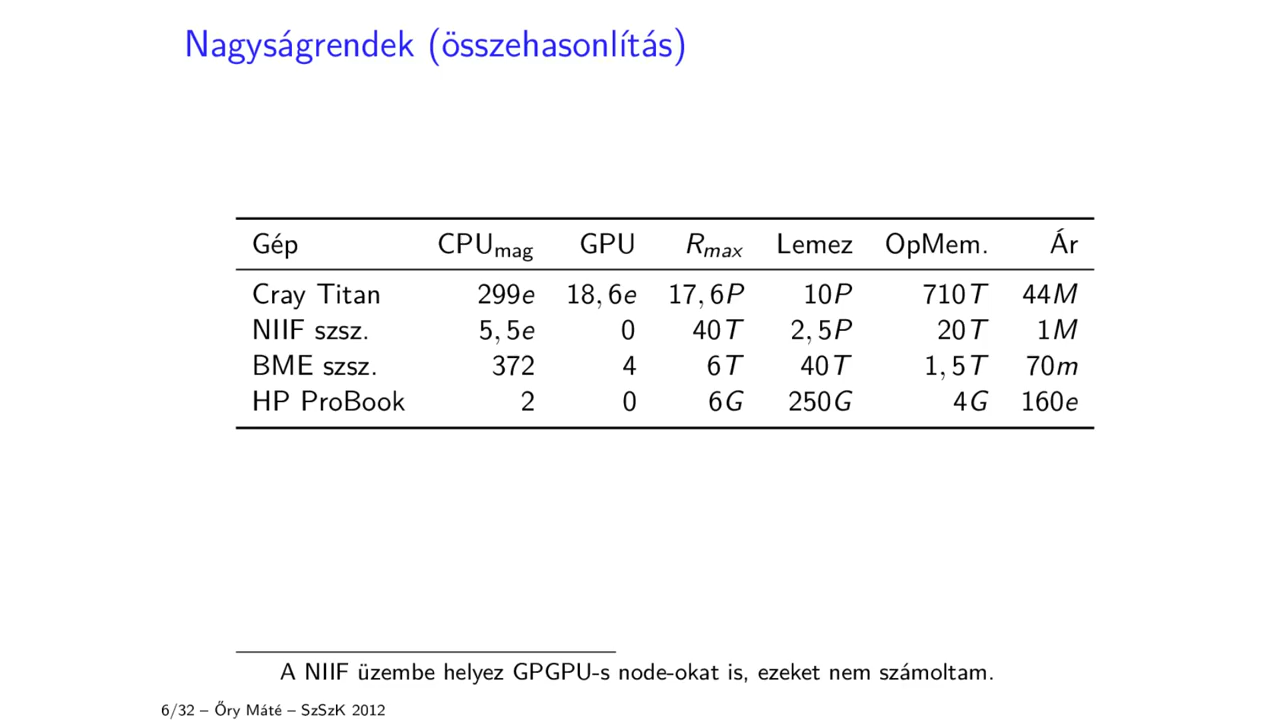 Nagyságrendek (összehasonlítás)
Gép CPUmag GPU Rmax Lemez OpMem. Ár
Cray Titan 299e 18,6e 17,6P 10P 710T 44M
NIIF szsz. 5,5e 0 40T 2,5P 20T 1M
BME szsz. 372 4 6T 40T 1,5T 70m
HP ProBook 2 0 6G 250G 4G 160e
A NIIF üzembe helyez GPGPU-s node-okat is, ezeket nem számoltam.
6/32 – Őry Máté – SzSzK 2012